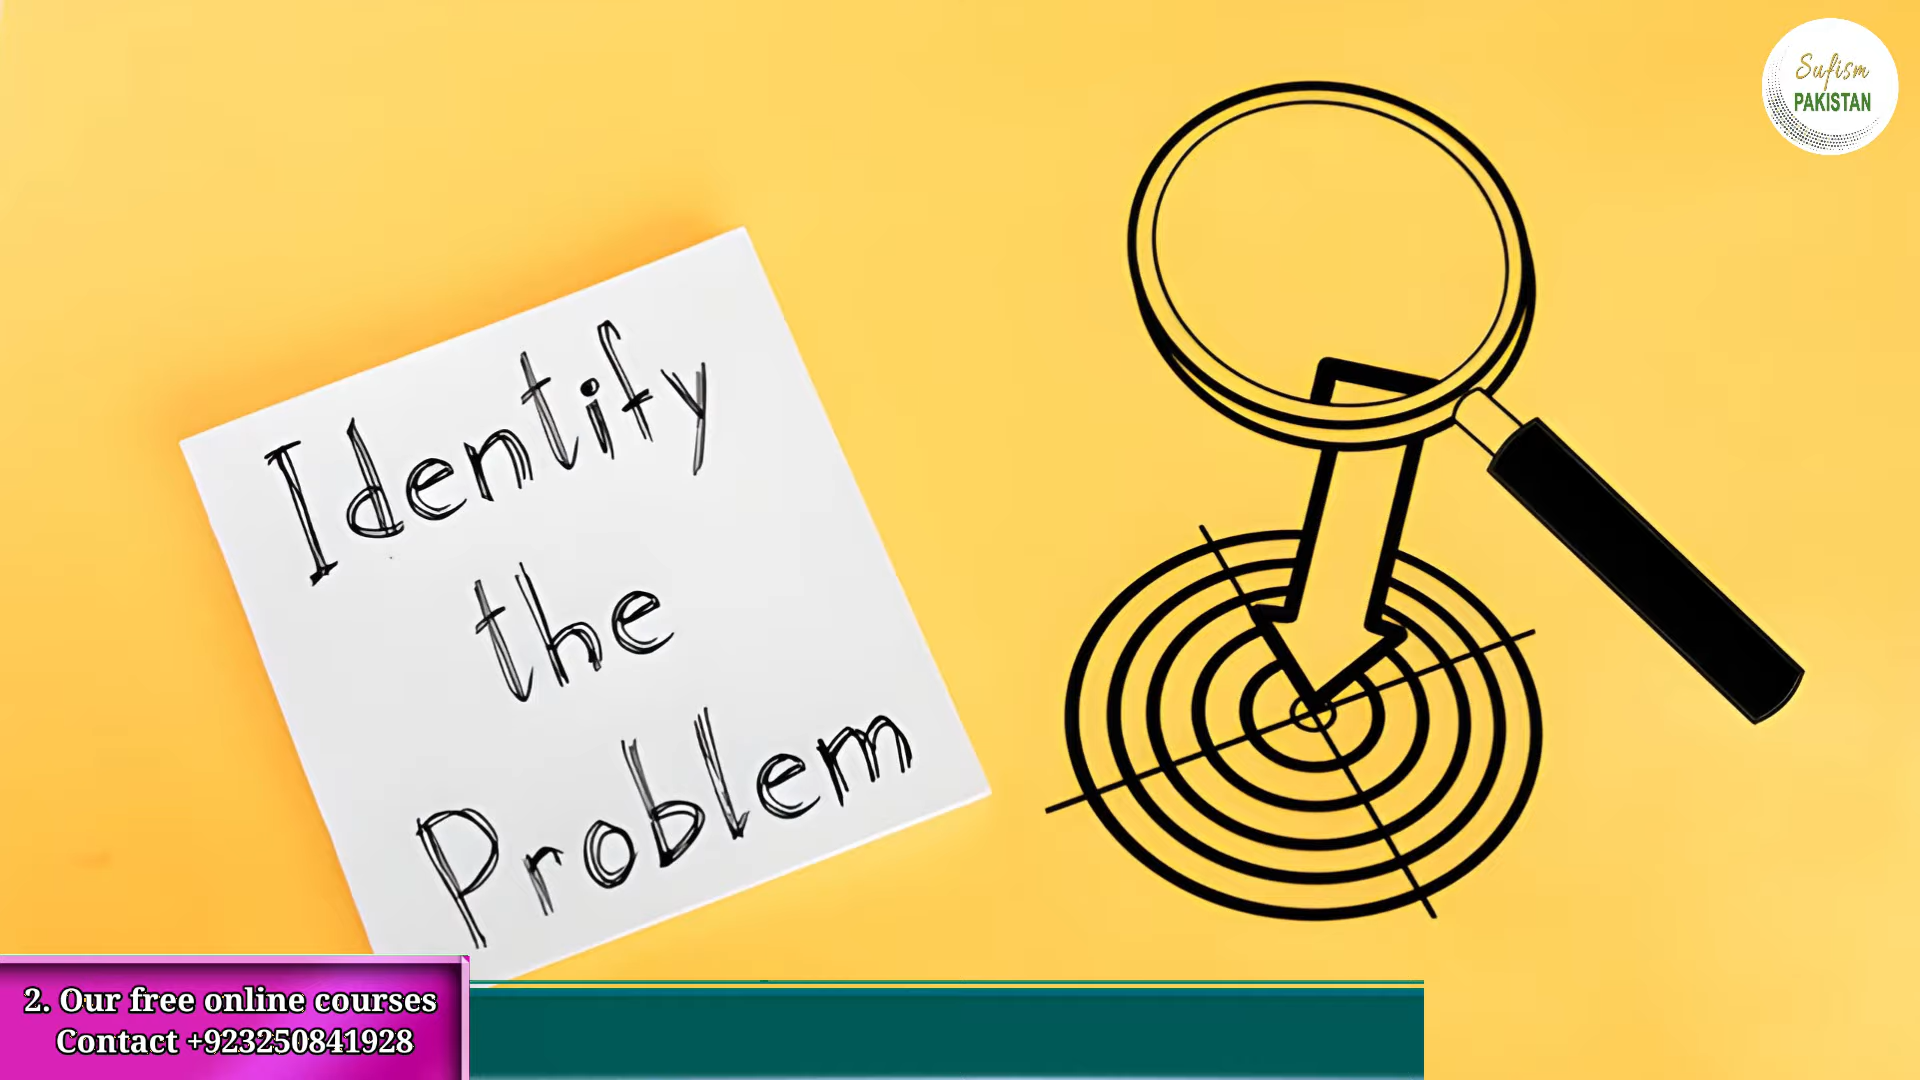 Sufism
PAKISTAN
Identify
the
Problem
2. Our free online courses
Contact +923250841928